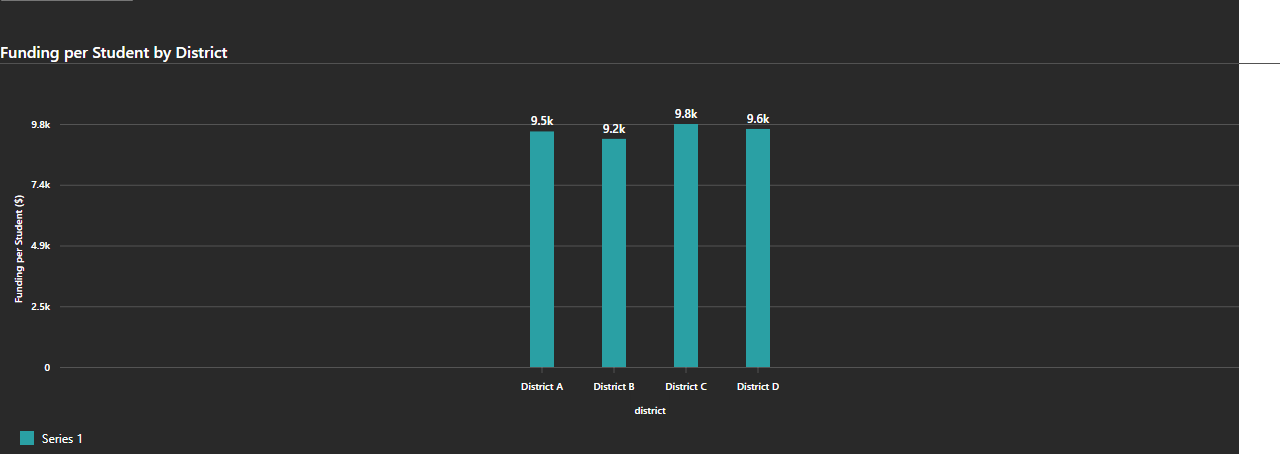 Funding per Student by District
Funding per Student ($)
9.8k
7.4k
4.9k
2.5k
0
9.5k
9.2k
9.8k
9.6k
District A
District B
District C
District D
district
Series 1